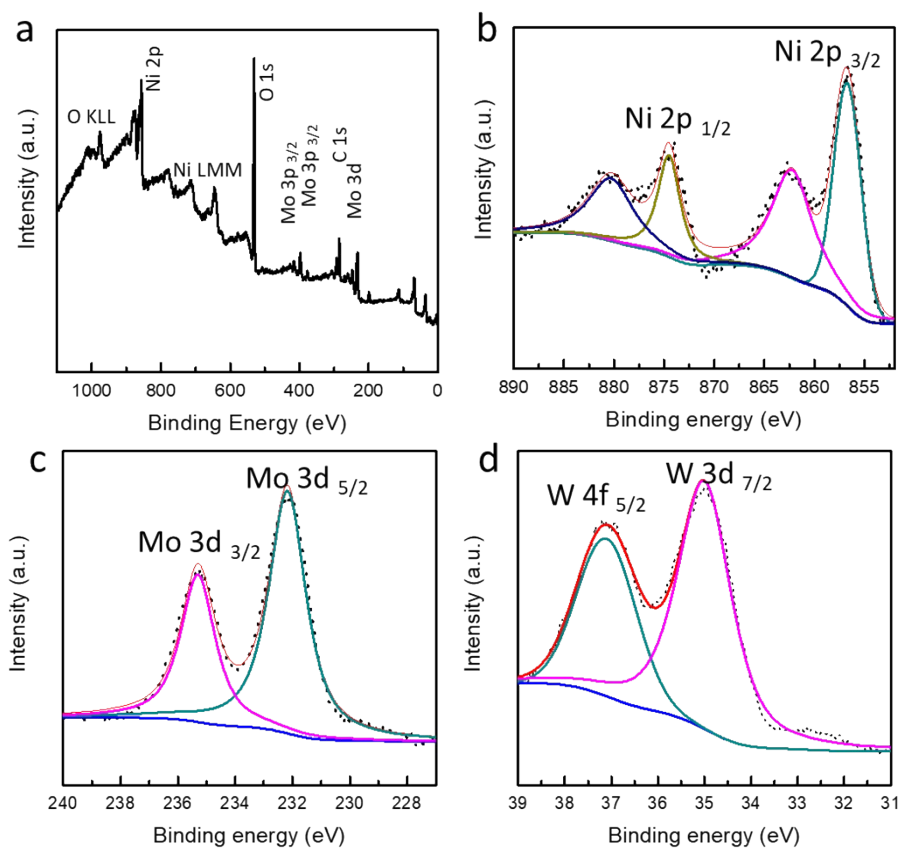 a
O KLL
Ni 2p
Ni LMM
O 1s
Mo 3p 3/2
Mo 3p 3/2
C 1s
Mo 3d
Intensity (a.u.)
1000 800 600 400 200 0
Binding Energy (eV)
b
Ni 2p 3/2
Ni 2p 1/2
Intensity (a.u.)
890 885 880 875 870 865 860 855
Binding energy (eV)
c
Mo 3d 5/2
Mo 3d 3/2
Intensity (a.u.)
240 238 236 234 232 230 228
Binding energy (eV)
d
W 3d 7/2
W 4f 5/2
Intensity (a.u.)
39 38 37 36 35 34 33 32 31
Binding energy (eV)